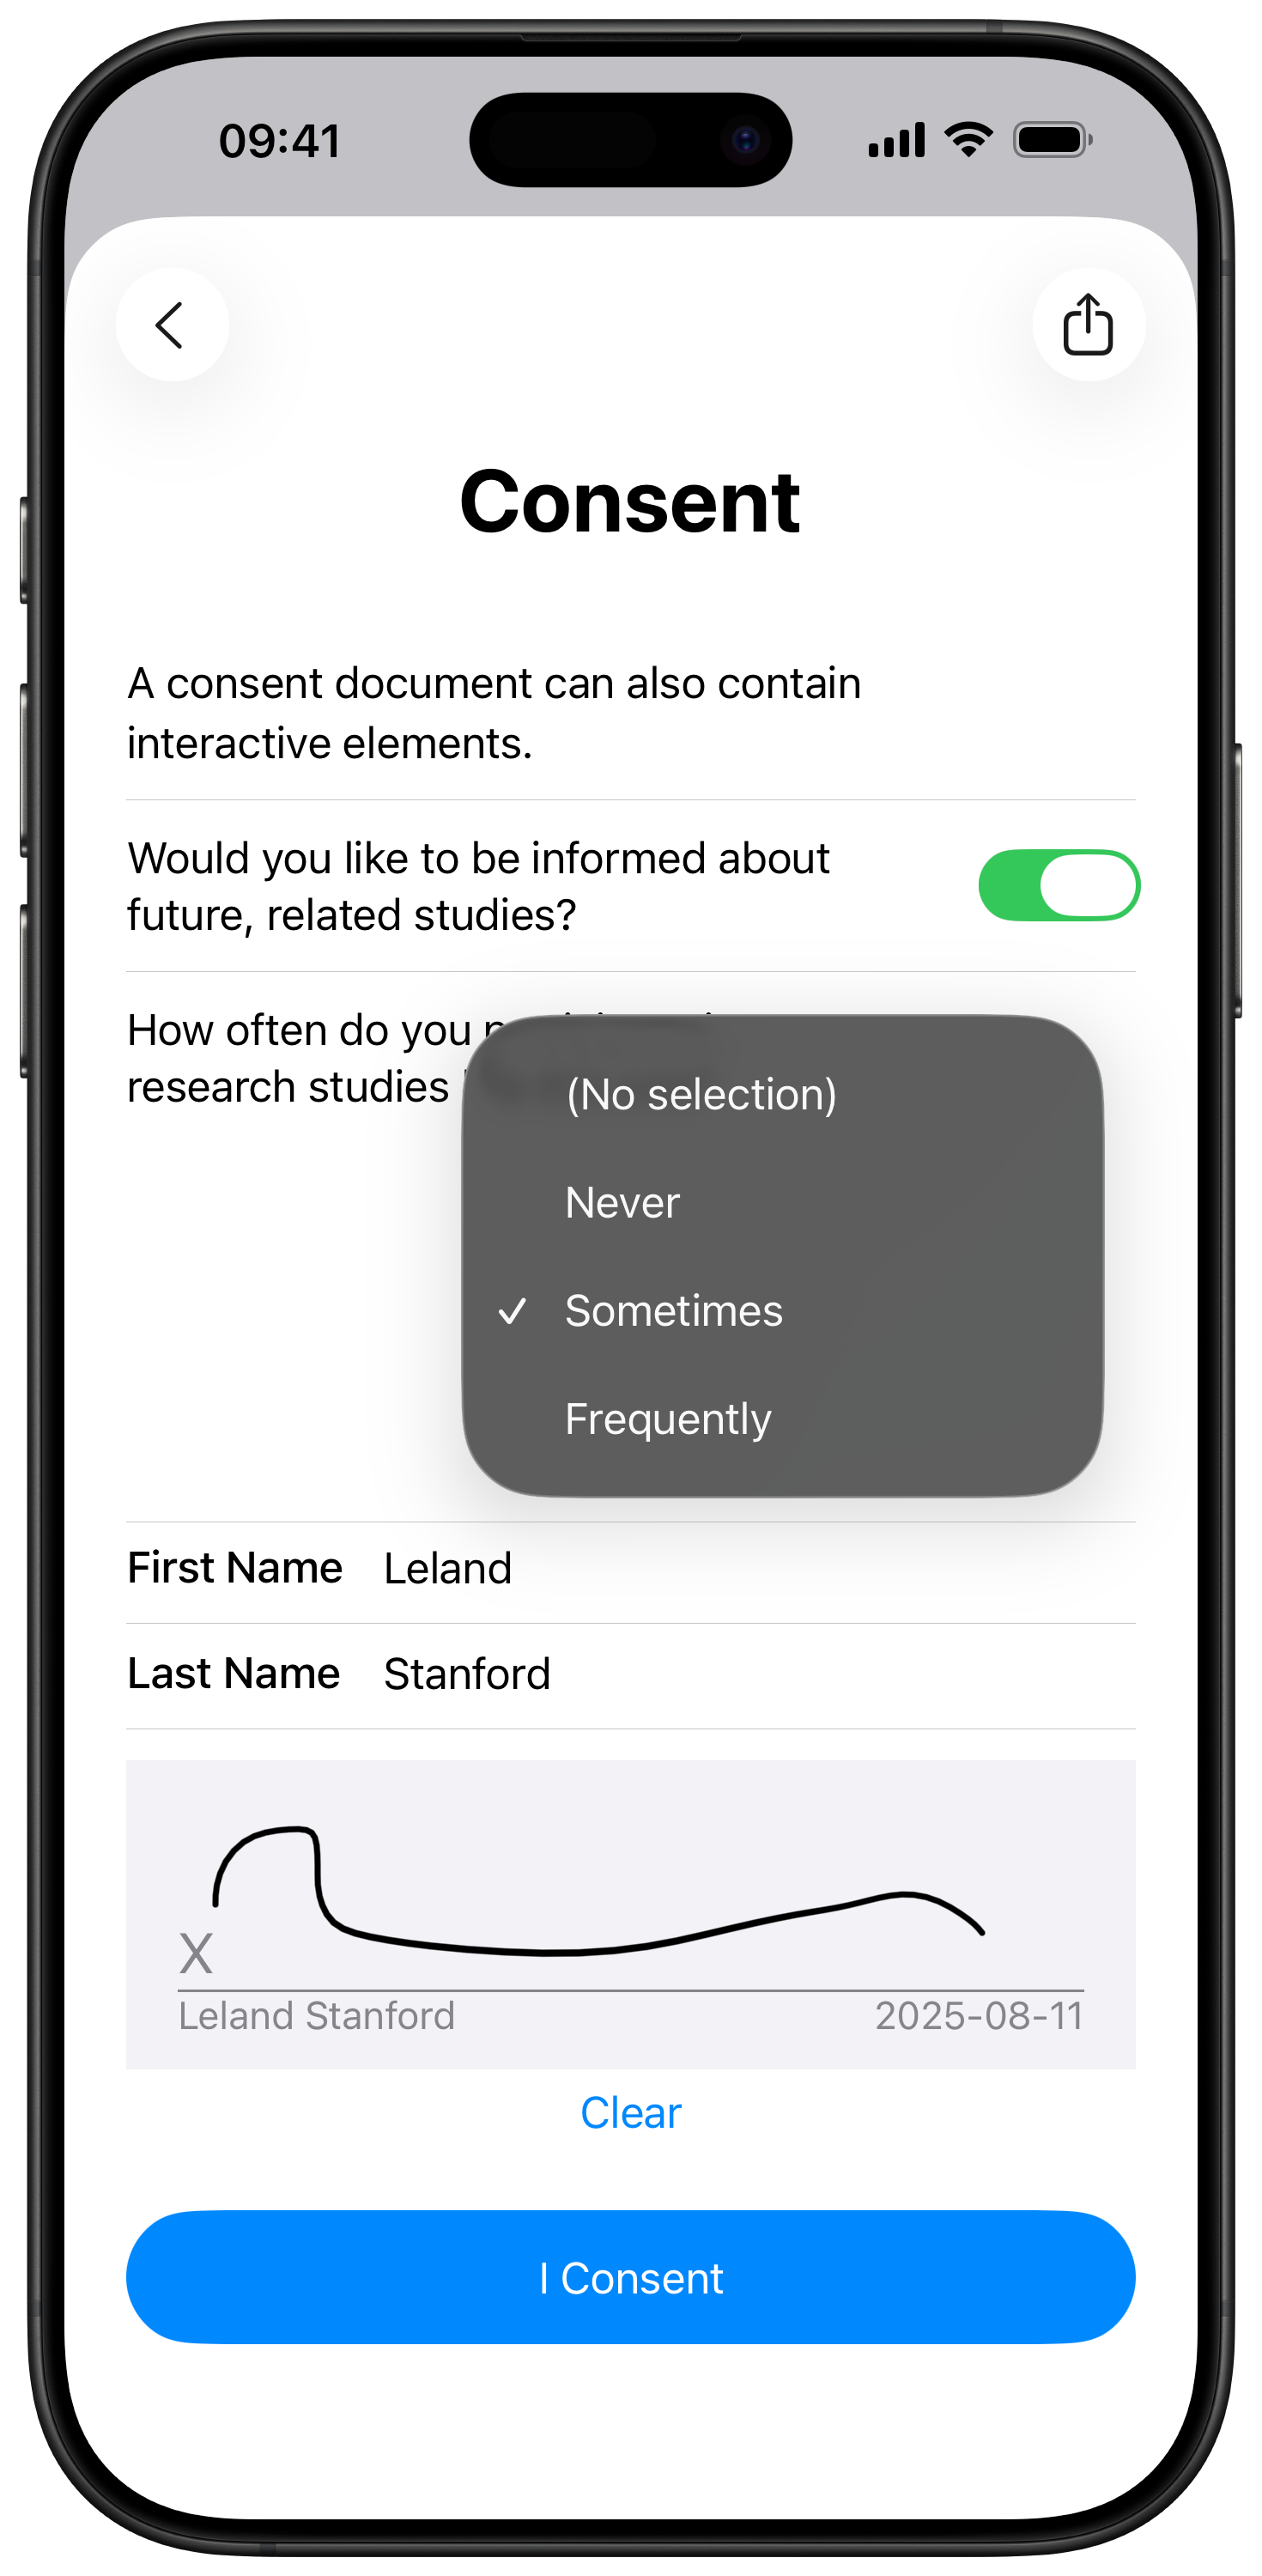 09:41
Consent
A consent document can also contain
interactive elements.
Would you like to be informed about
future, related studies?
How often do you
research studies
(No selection)
Never
✓ Sometimes
Frequently
First Name Leland
Last Name Stanford
X
Leland Stanford 2025-08-11
Clear
I Consent